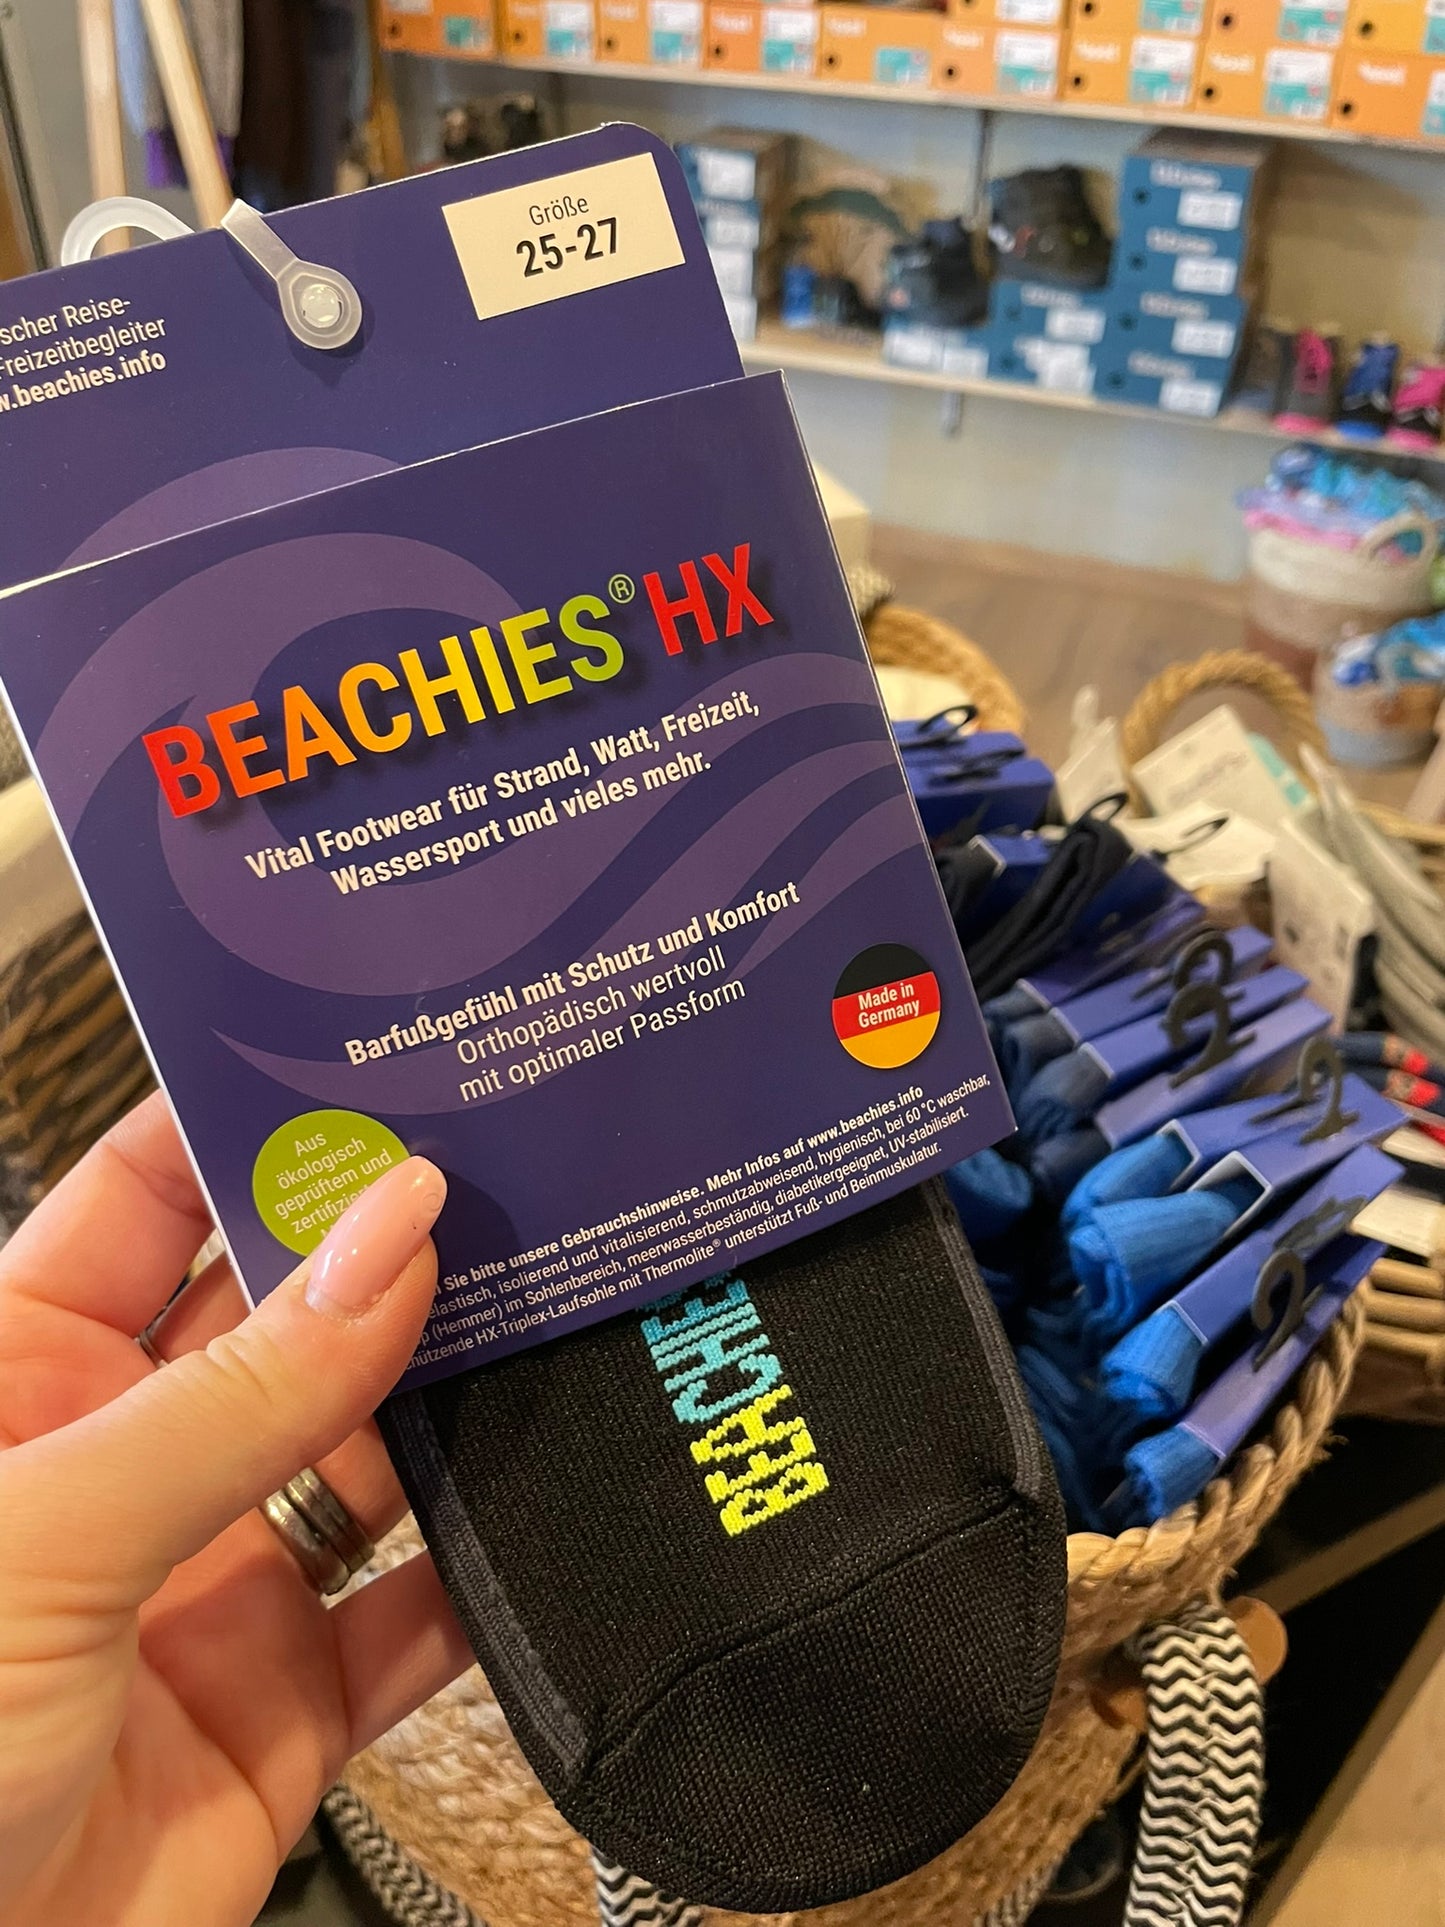 Größe
25-27
scher Reise-
Freizeitbegleiter
w.beachies.info
BEACHIES® HX
Vital Footwear für Strand, Watt, Freizeit,
Wassersport und vieles mehr.
Barfußgefühl mit Schutz und Komfort
Orthopädisch wertvoll
mit optimaler Passform
Made in
Germany
Aus
ökologisch
geprüftem und
Sie bitte unsere Gebrauchshinweise. Mehr Infos auf www.beachies.info
elastisch, isolierend und vitalisierend, schmutzabweisend, hygienisch, bei 60 °C waschbar,
p (Hemmer) im Sohlenbereich, meerwasserbeständig, diabetikergeeignet, UV-stabilisiert.
hützende HX-Triplex-Laufsohle mit Thermolite® unterstützt Fuß- und Beinmuskulatur.
BEACHIE